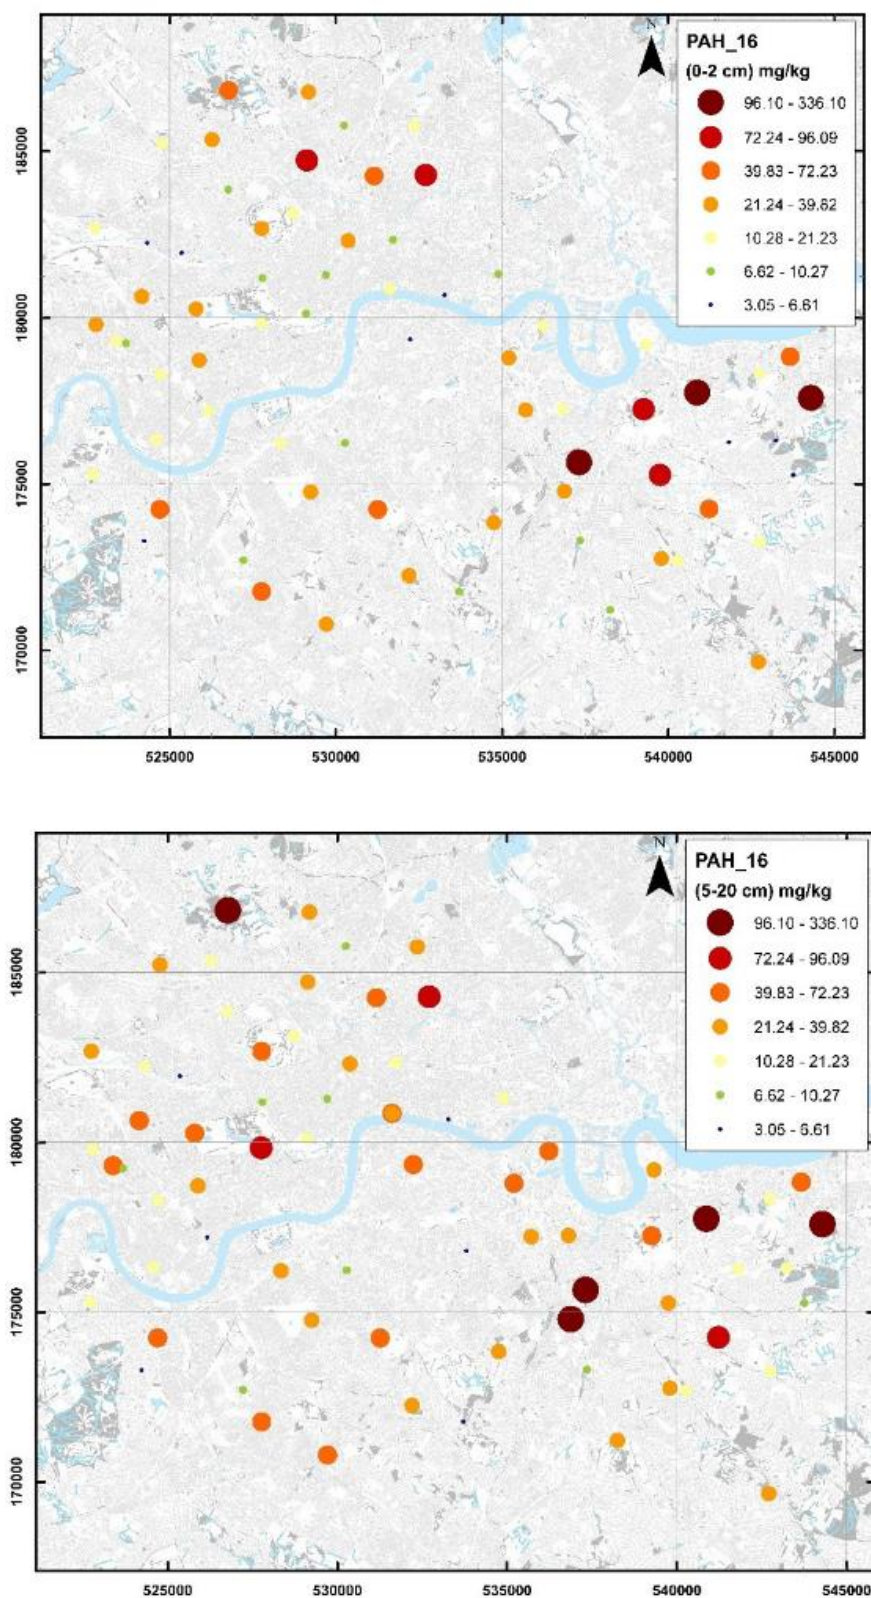 N
PAH_16
(0-2 cm) mg/kg
96.10 - 336.10
72.24 - 96.09
39.83 - 72.23
21.24 - 39.82
10.28 - 21.23
6.62 - 10.27
3.05 - 6.61
185000
180000
175000
170000
525000
530000
535000
540000
545000
N
PAH_16
(5-20 cm) mg/kg
96.10 - 336.10
72.24 - 96.09
39.83 - 72.23
21.24 - 39.82
10.28 - 21.23
6.62 - 10.27
3.05 - 6.61
185000
180000
175000
170000
525000
530000
535000
540000
545000